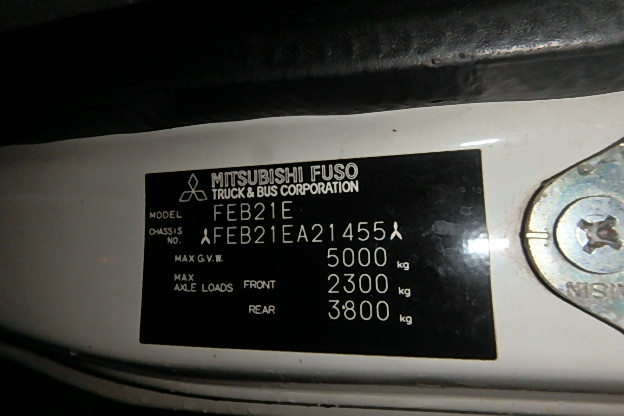 MITSUBISHI FUSO
TRUCK & BUS CORPORATION
MODEL FEB21E
CHASSIS NO. FEB21EA21455
MAX G.V.W. 5000 kg
MAX AXLE LOADS FRONT 2300 kg
REAR 3800 kg